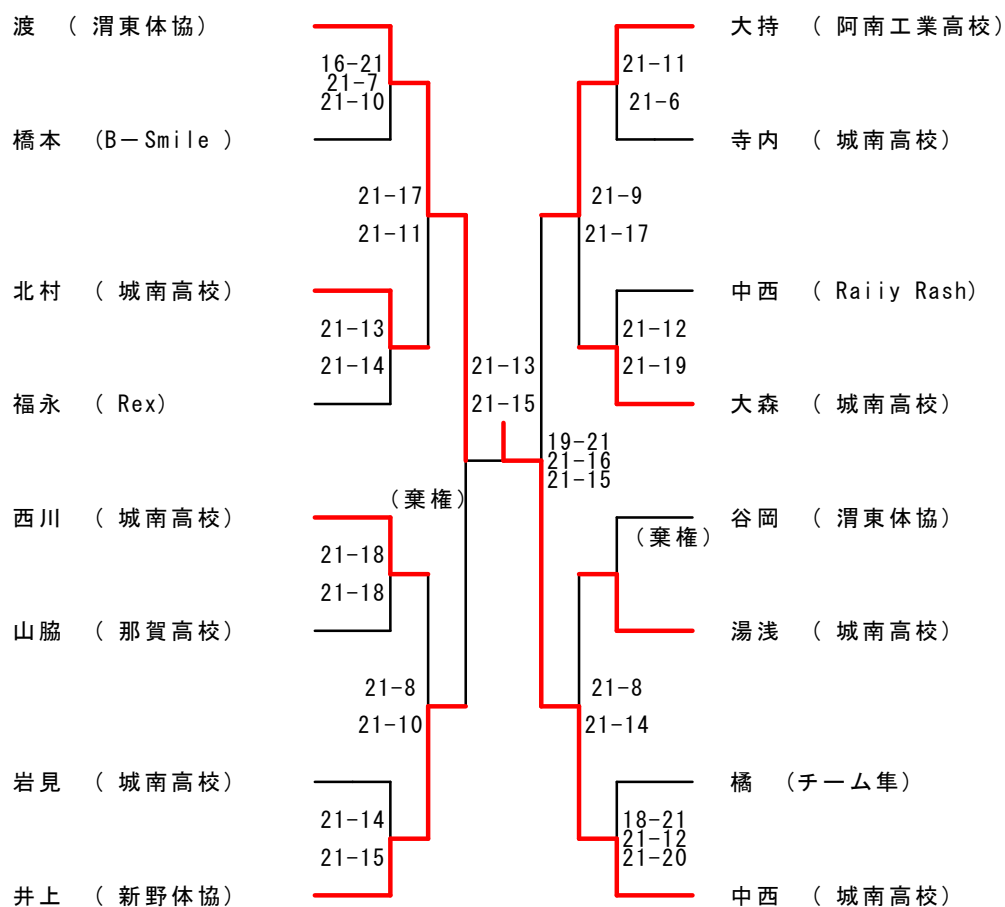 渡 ( 渭東体協)
16-21
21-7
21-10
橋本 (B－Smile )
21-17
21-11
北村 ( 城南高校)
21-13
21-14
福永 ( Rex)
西川 ( 城南高校)
21-18
21-18
山脇 ( 那賀高校)
21-8
21-10
岩見 ( 城南高校)
21-14
21-15
井上 ( 新野体協)
(棄権)
21-13
21-15
19-21
21-16
21-15
大持 ( 阿南工業高校)
21-11
21-6
寺内 ( 城南高校)
21-9
21-17
中西 ( Raiiy Rash)
21-12
21-19
大森 ( 城南高校)
谷岡 ( 渭東体協)
(棄権)
湯浅 ( 城南高校)
21-8
21-14
橘 (チーム隼)
18-21
21-12
21-20
中西 ( 城南高校)